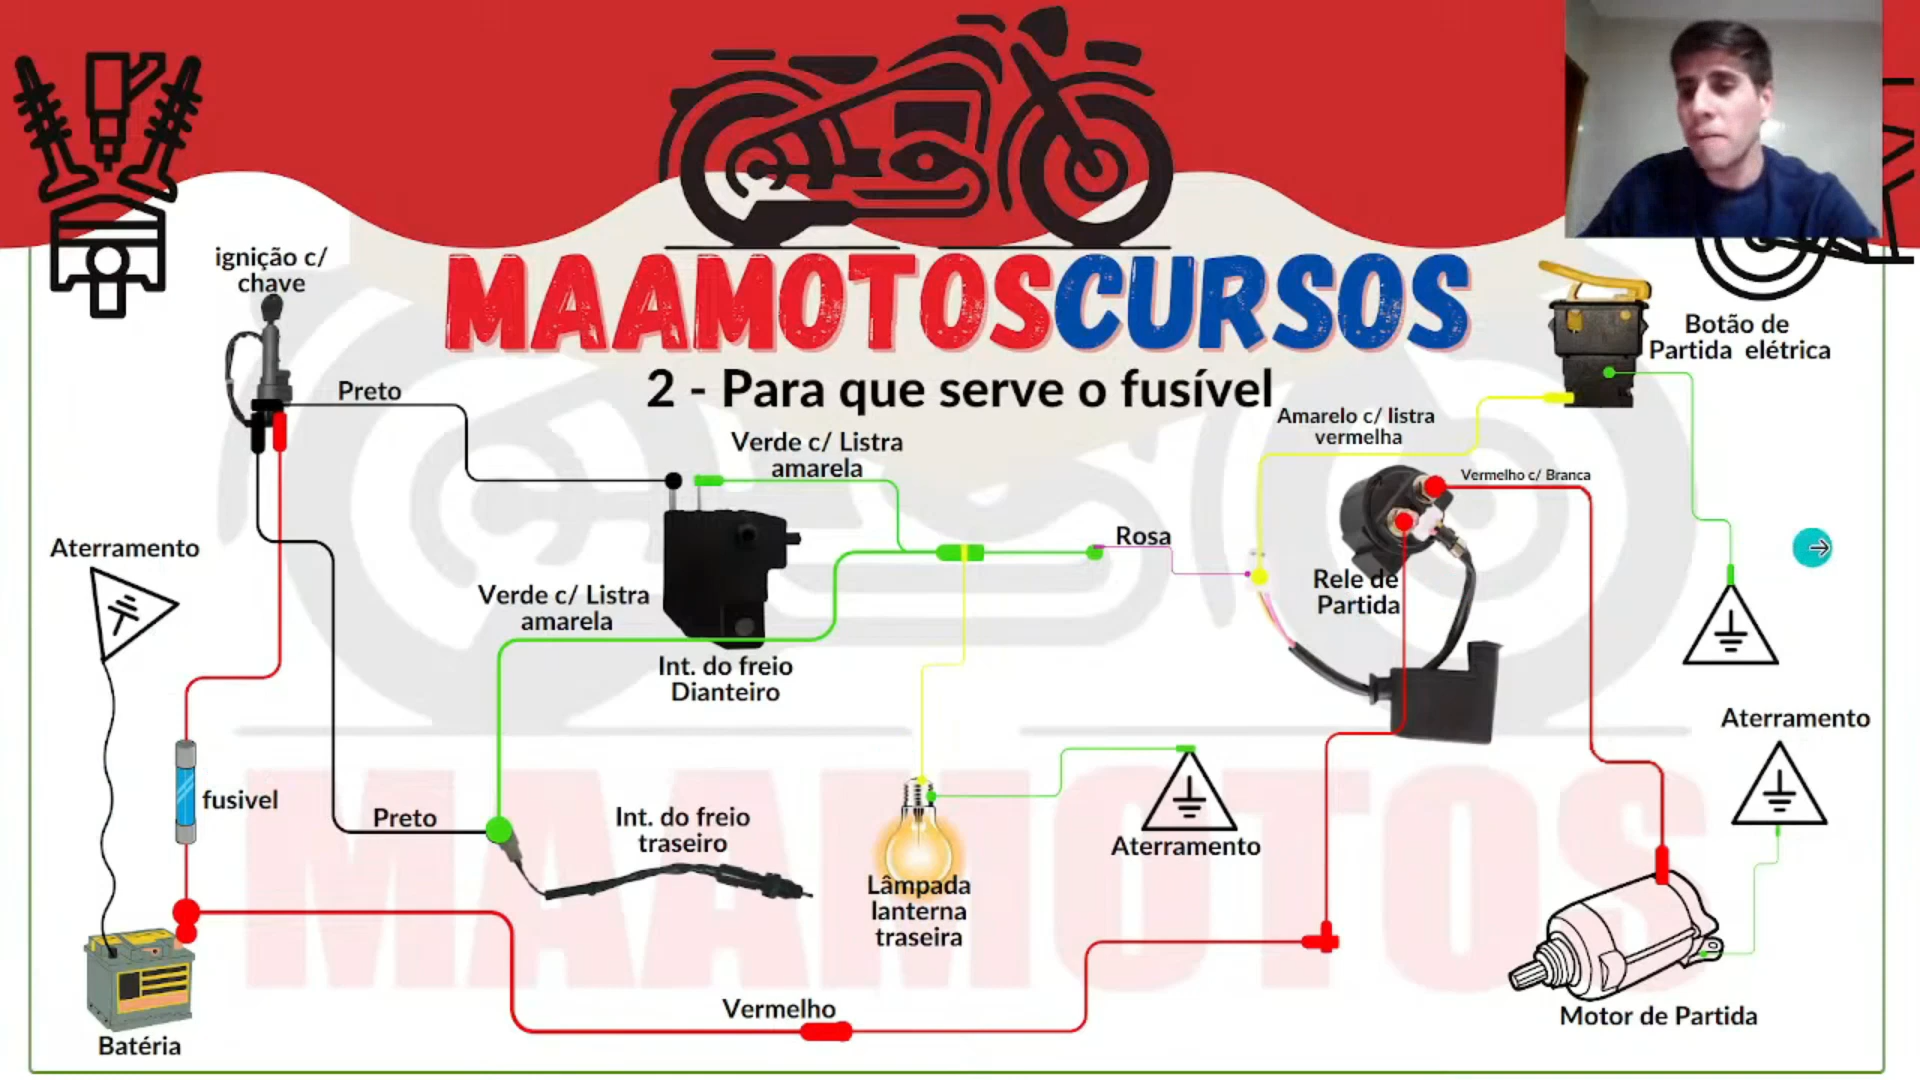 MAAMOTOSCURSOS
2 - Para que serve o fusível
ignição c/
chave
Preto
Verde c/ Listra
amarela
Amarelo c/ listra
vermelha
Botão de
Partida elétrica
Vermelho c/ Branca
Aterramento
Rosa
Rele de
Partida
Verde c/ Listra
amarela
Int. do freio
Dianteiro
Aterramento
fusivel
Preto
Int. do freio
traseiro
Aterramento
Lâmpada
lanterna
traseira
Vermelho
Motor de Partida
Batéria
MAAMOTOS